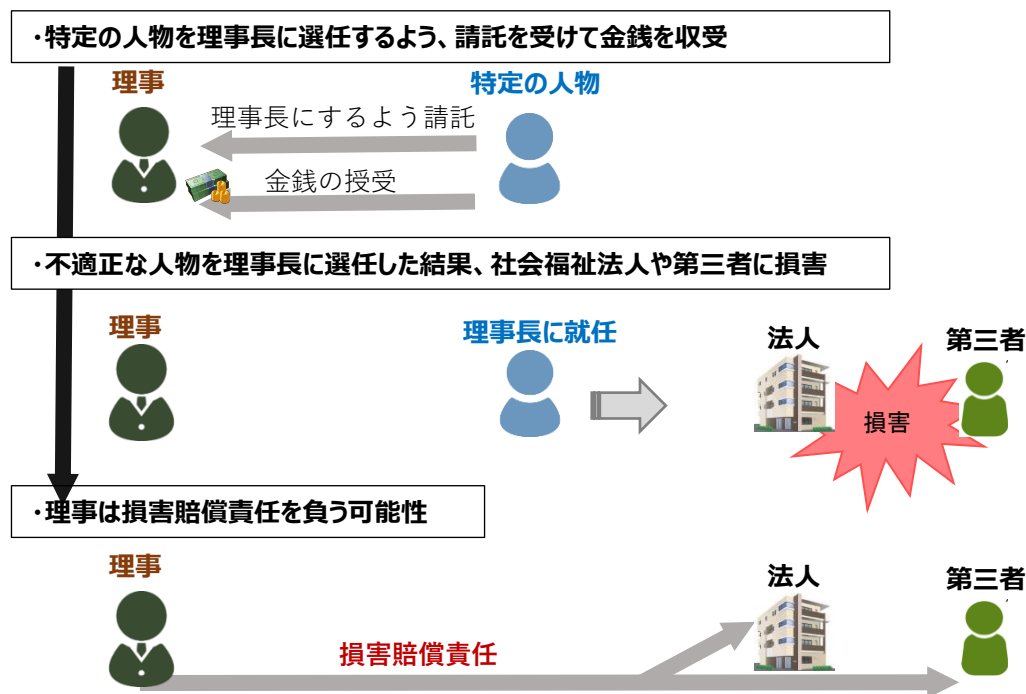 ・特定の人物を理事長に選任するよう、請託を受けて金銭を収受
理事
特定の人物
理事長にするよう請託
金銭の授受
・不適正な人物を理事長に選任した結果、社会福祉法人や第三者に損害
理事
理事長に就任
法人
第三者
損害
・理事は損害賠償責任を負う可能性
理事
法人
第三者
損害賠償責任